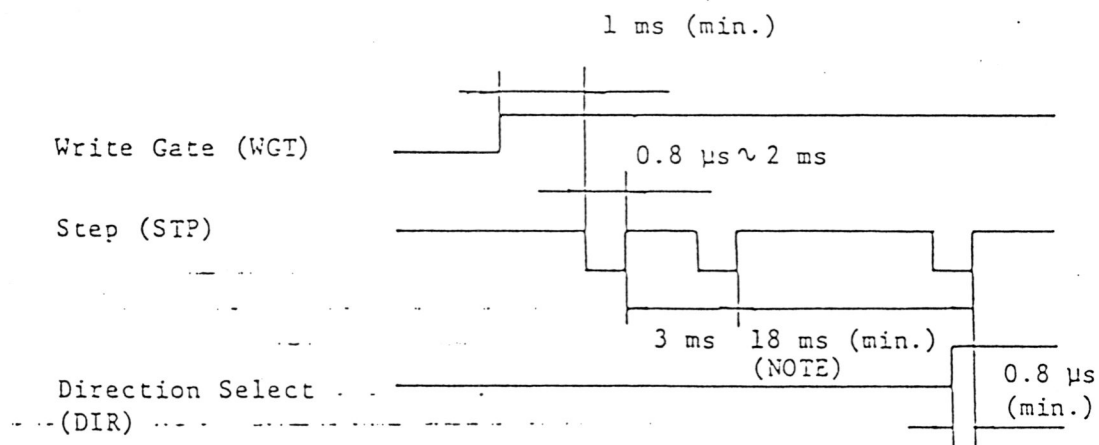 1 ms (min.)
Write Gate (WGT)
0.8 µs ~ 2 ms
Step (STP)
3 ms
18 ms (min.)
(NOTE)
Direction Select
(DIR)
0.8 µs
(min.)